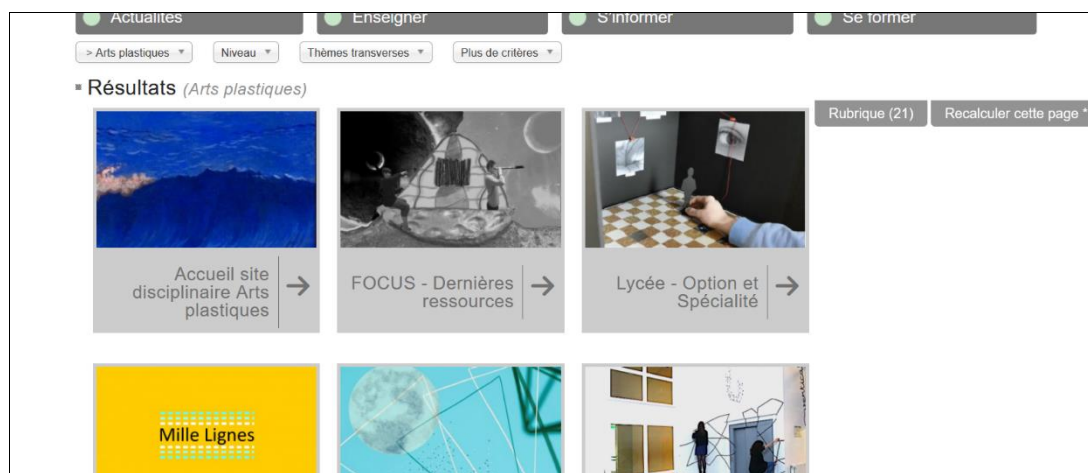 Actualités
Enseigner
S'informer
Se former
> Arts plastiques
Niveau
Thèmes transverses
Plus de critères
Résultats (Arts plastiques)
Rubrique (21)
Recalculer cette page *
Accueil site
disciplinaire Arts
plastiques
FOCUS - Dernières
ressources
Lycée - Option et
Spécialité
Mille Lignes